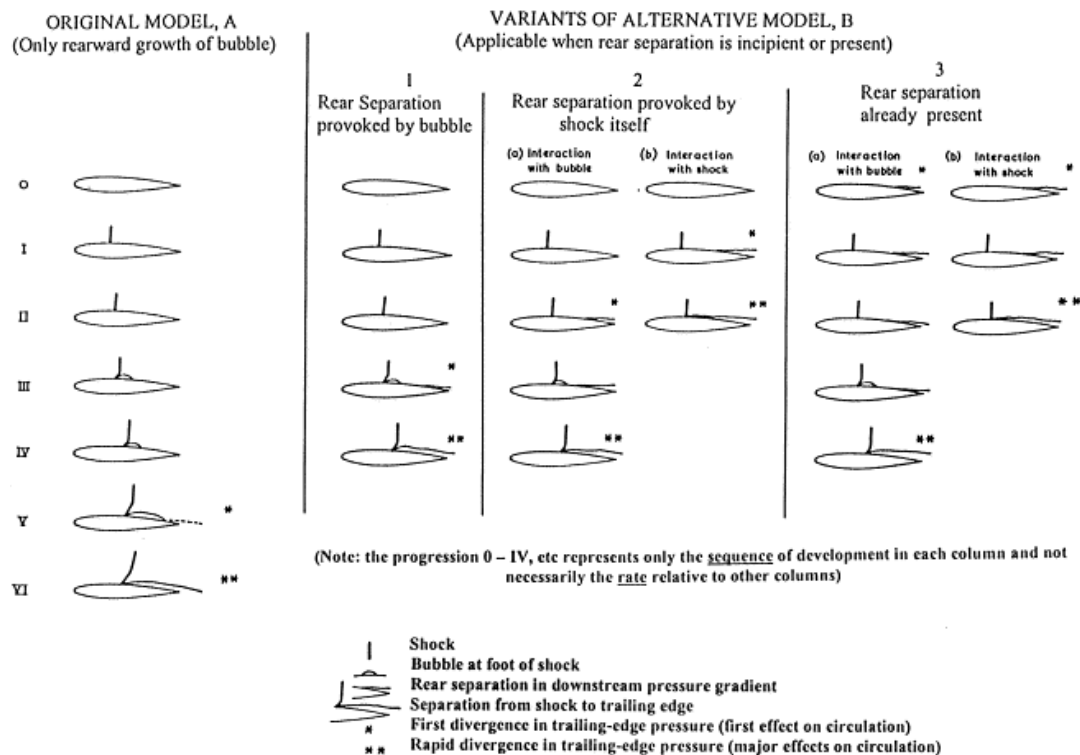 ORIGINAL MODEL, A
(Only rearward growth of bubble)
VARIANTS OF ALTERNATIVE MODEL, B
(Applicable when rear separation is incipient or present)
1
Rear Separation
provoked by bubble
2
Rear separation provoked by
shock itself
3
Rear separation
already present
(a) Interaction
with bubble
(b) Interaction
with shock
(a) Interaction
with bubble *
(b) Interaction
with shock *
O
I
*
II
*
**
**
III
*
IV
**
**
**
V
*
VI
**
(Note: the progression 0 – IV, etc represents only the sequence of development in each column and not
necessarily the rate relative to other columns)
Shock
Bubble at foot of shock
Rear separation in downstream pressure gradient
Separation from shock to trailing edge
* First divergence in trailing-edge pressure (first effect on circulation)
** Rapid divergence in trailing-edge pressure (major effects on circulation)